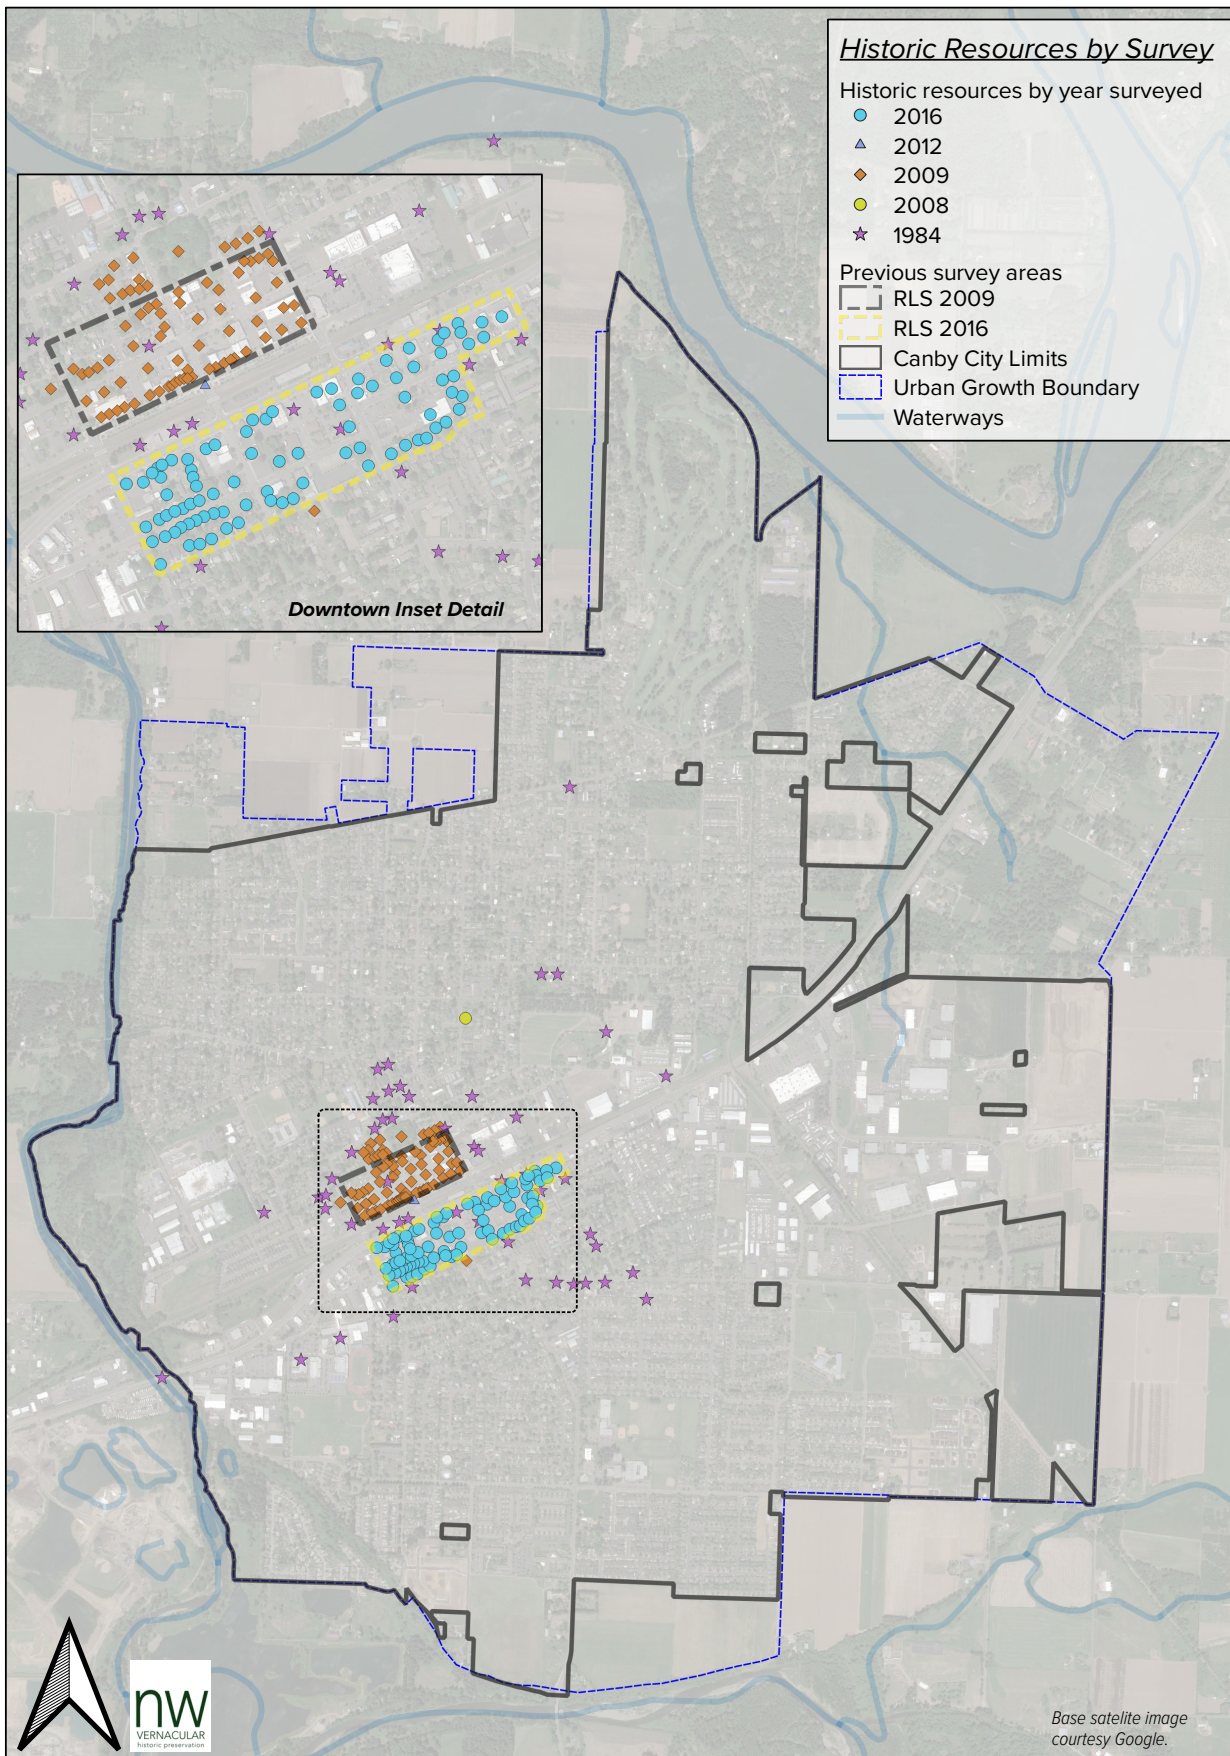 Historic Resources by Survey
Historic resources by year surveyed
2016
2012
2009
2008
1984
Previous survey areas
RLS 2009
RLS 2016
Canby City Limits
Urban Growth Boundary
Waterways
Downtown Inset Detail
nw
VERNACULAR
historic preservation
Base satelite image
courtesy Google.